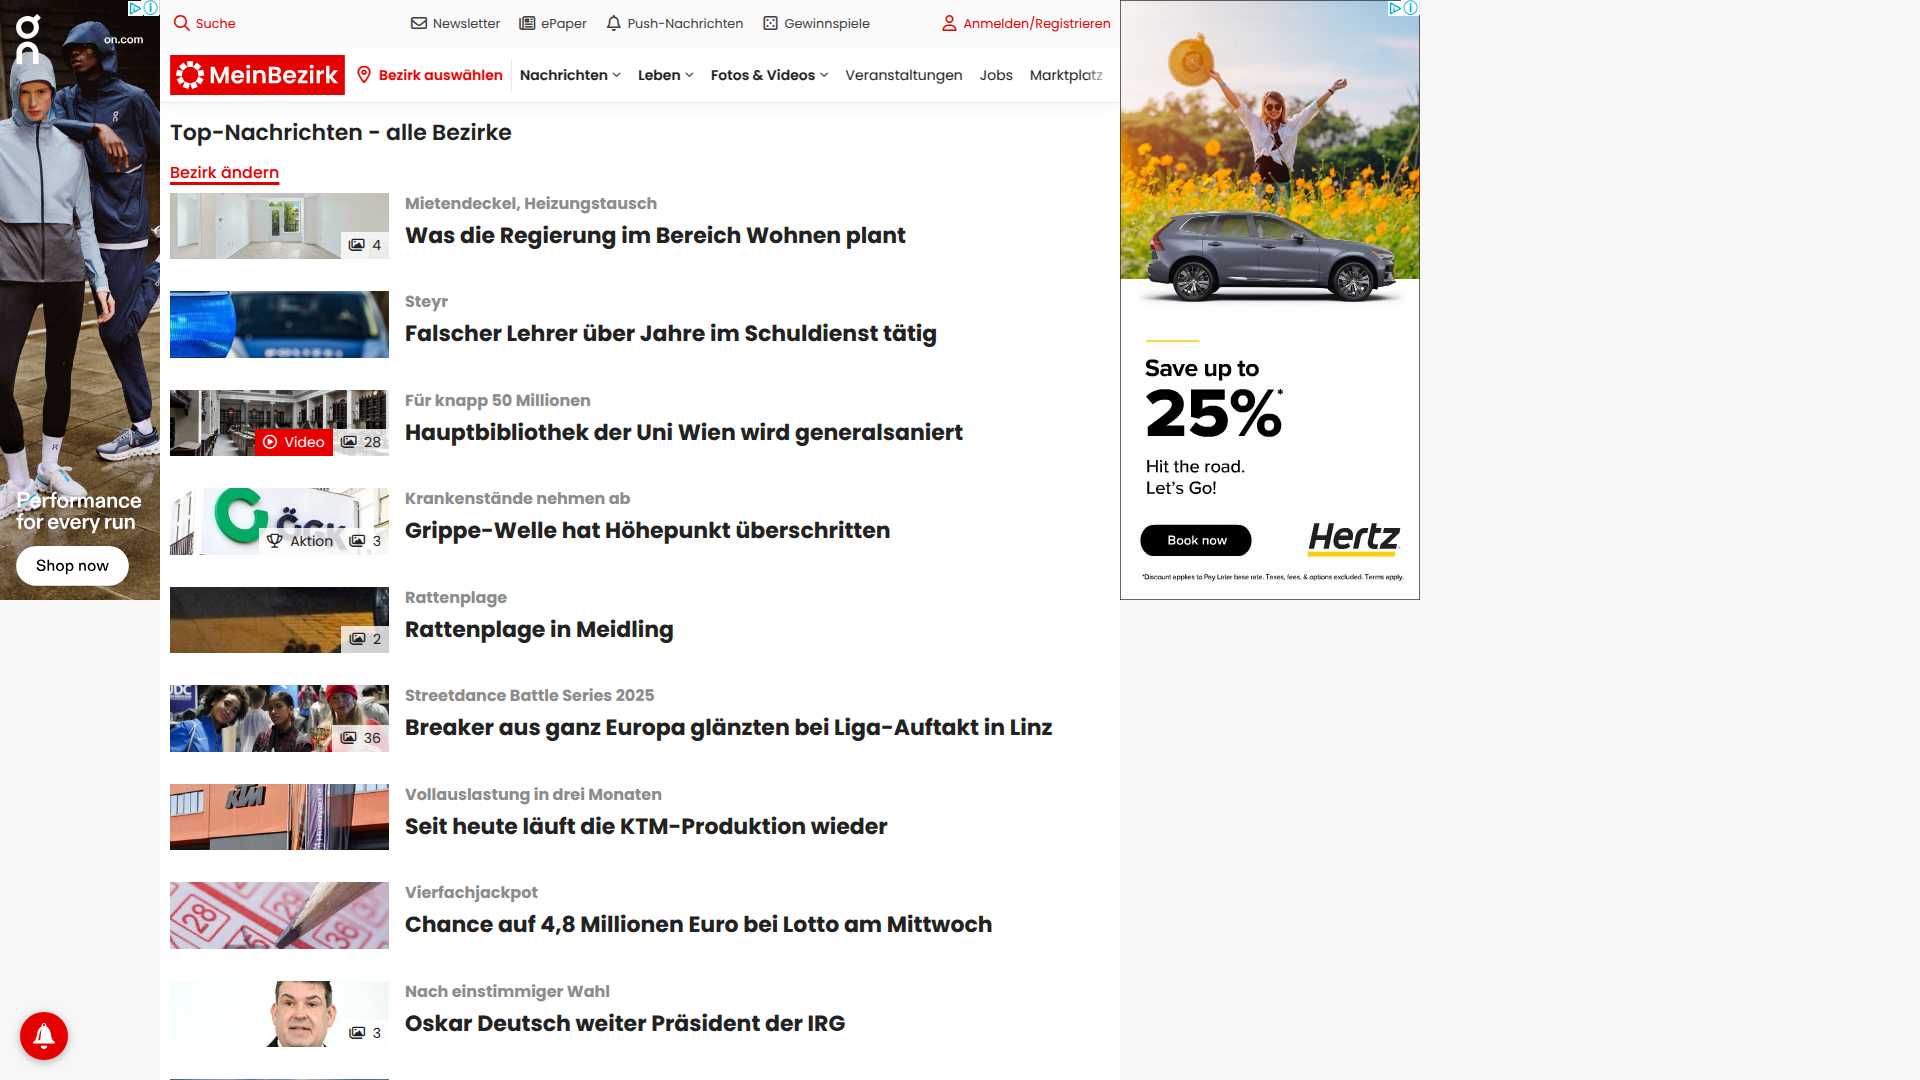 on.com
Performance
for every run
Shop now
Suche
Newsletter
ePaper
Push-Nachrichten
Gewinnspiele
Anmelden/Registrieren
MeinBezirk
Bezirk auswählen
Nachrichten
Leben
Fotos & Videos
Veranstaltungen
Jobs
Marktplatz
Top-Nachrichten - alle Bezirke
Bezirk ändern
4
Mietendeckel, Heizungstausch
Was die Regierung im Bereich Wohnen plant
Steyr
Falscher Lehrer über Jahre im Schuldienst tätig
Video
28
Für knapp 50 Millionen
Hauptbibliothek der Uni Wien wird generalsaniert
Aktion
3
Krankenstände nehmen ab
Grippe-Welle hat Höhepunkt überschritten
2
Rattenplage
Rattenplage in Meidling
36
Streetdance Battle Series 2025
Breaker aus ganz Europa glänzten bei Liga-Auftakt in Linz
KTM
Vollauslastung in drei Monaten
Seit heute läuft die KTM-Produktion wieder
28
29
36
Vierfachjackpot
Chance auf 4,8 Millionen Euro bei Lotto am Mittwoch
3
Nach einstimmiger Wahl
Oskar Deutsch weiter Präsident der IRG
Save up to
25%*
Hit the road.
Let's Go!
Book now
Hertz
*Discount applies to Pay Later base rate. Taxes, fees, & options excluded. Terms apply.